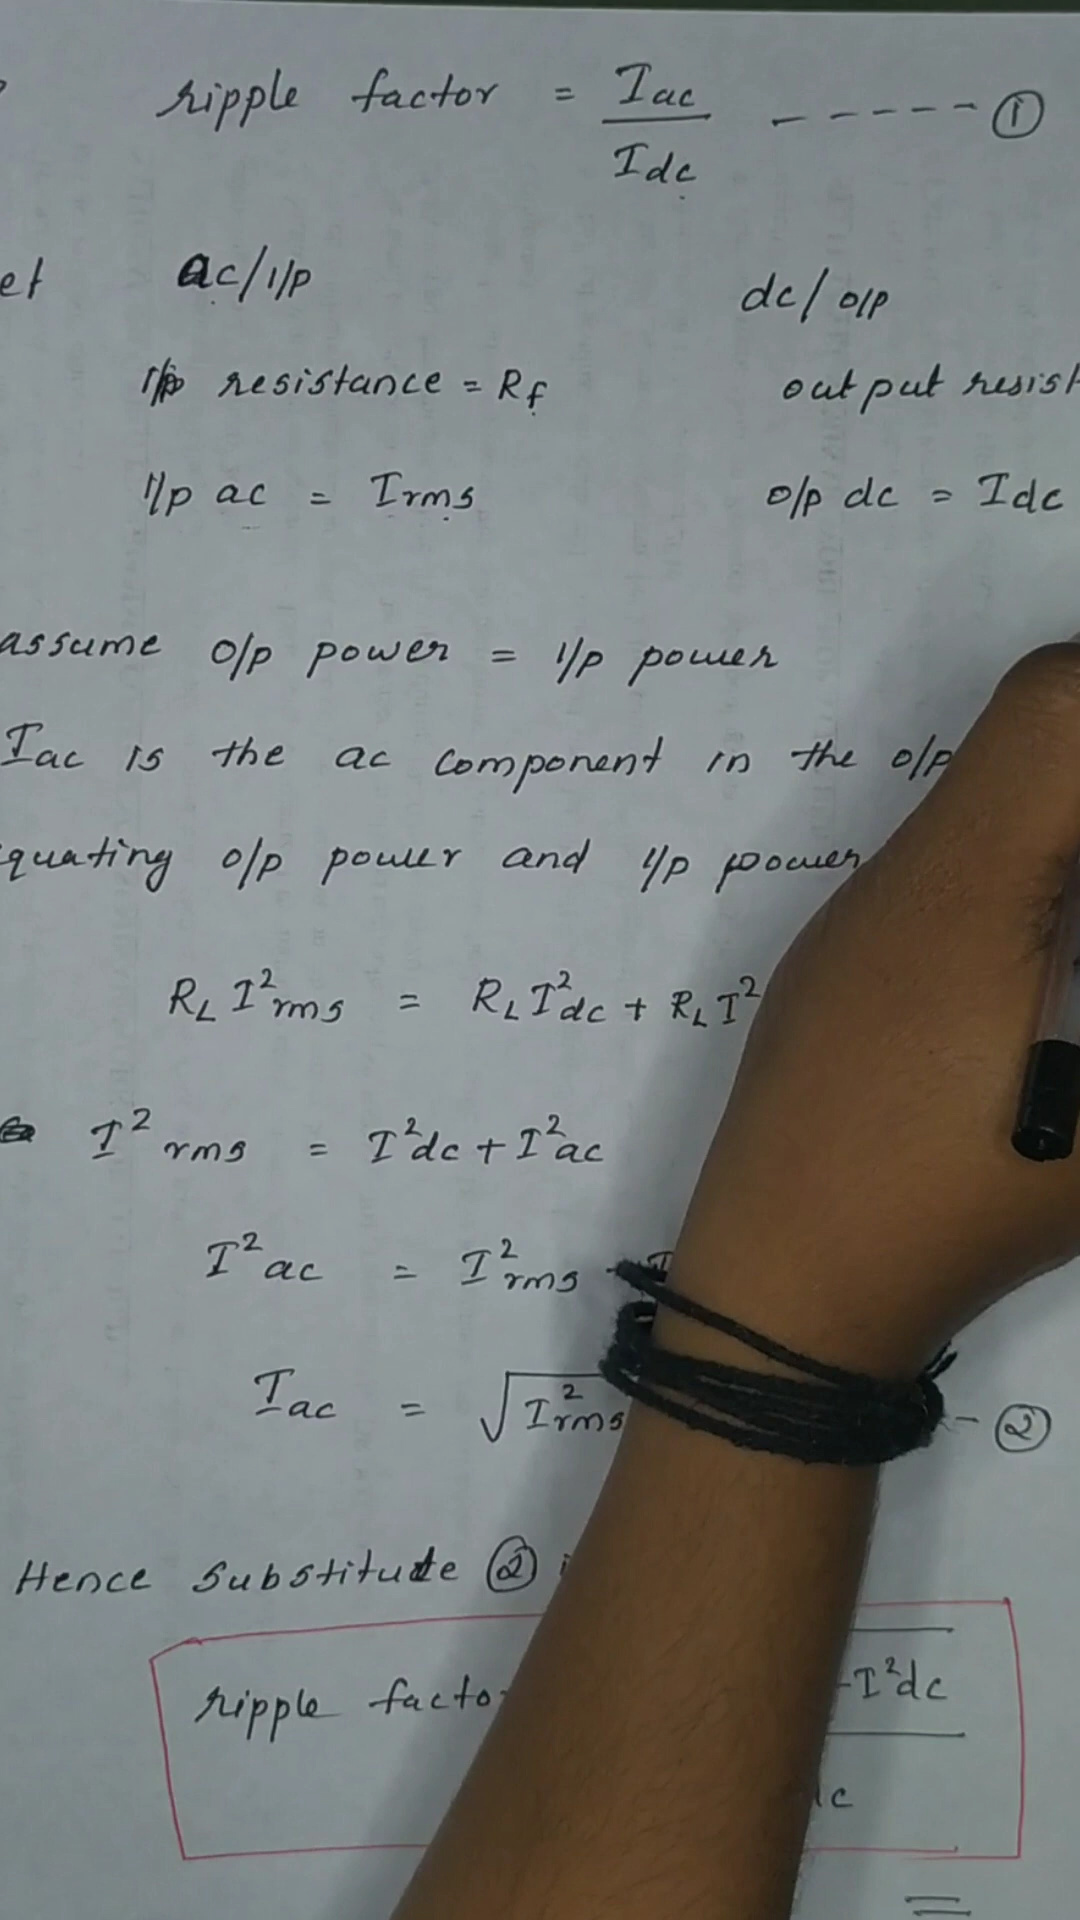 ripple factor = Iac / Idc ------ ①
ac/i/p dc/o/p
i/p resistance = Rf output resist
i/p ac = Irms o/p dc = Idc
assume o/p power = i/p power
Iac is the ac component in the o/p
quating o/p power and i/p power
RL I²rms = RL I²dc + RL I²
I²rms = I²dc + I²ac
I²ac = I²rms - I
Iac = √I²rms - ②
Hence substitute ②
ripple facto -I²dc